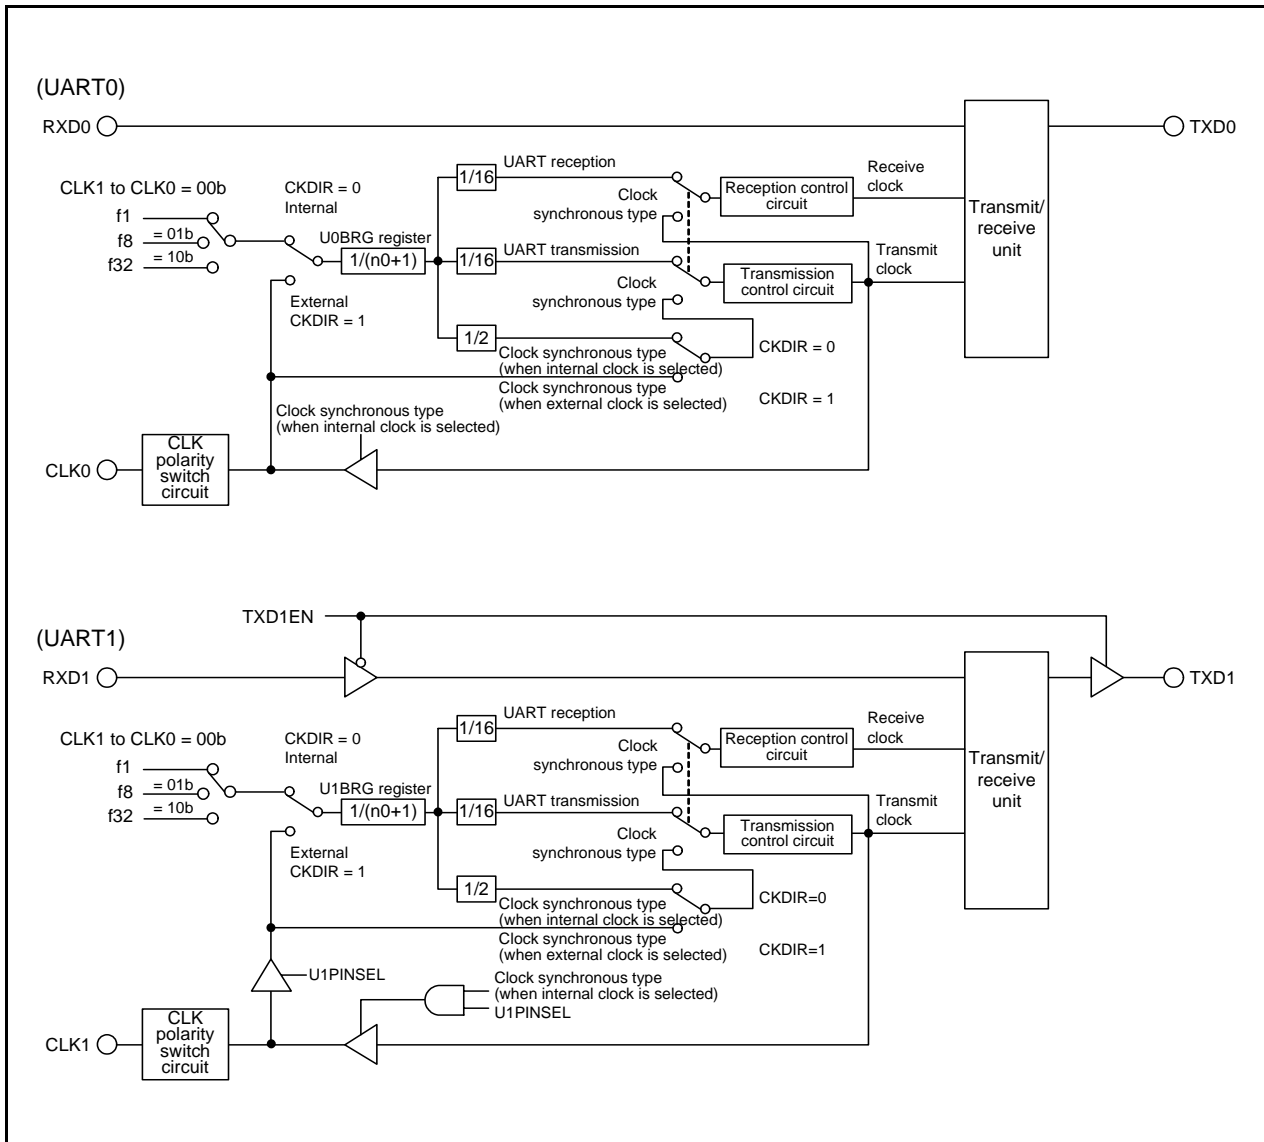 (UART0)
RXD0
TXD0
UART reception
1/16
CLK1 to CLK0 = 00b
CKDIR = 0
Internal
Clock
synchronous type
Reception control
circuit
Receive
clock
Transmit/
receive
unit
f1
f8
= 01b
f32
= 10b
U0BRG register
1/(n0+1)
1/16
UART transmission
Transmit
clock
Transmission
control circuit
Clock
synchronous type
External
CKDIR = 1
1/2
Clock synchronous type
(when internal clock is selected)
CKDIR = 0
Clock synchronous type
(when external clock is selected)
CKDIR = 1
Clock synchronous type
(when internal clock is selected)
CLK0
CLK
polarity
switch
circuit
TXD1EN
(UART1)
RXD1
TXD1
UART reception
1/16
CLK1 to CLK0 = 00b
CKDIR = 0
Internal
Clock
synchronous type
Reception control
circuit
Receive
clock
Transmit/
receive
unit
f1
f8
= 01b
f32
= 10b
U1BRG register
1/(n0+1)
1/16
UART transmission
Transmit
clock
Transmission
control circuit
Clock
synchronous type
External
CKDIR = 1
1/2
Clock synchronous type
(when internal clock is selected)
CKDIR=0
Clock synchronous type
(when external clock is selected)
CKDIR=1
U1PINSEL
Clock synchronous type
(when internal clock is selected)
U1PINSEL
CLK1
CLK
polarity
switch
circuit